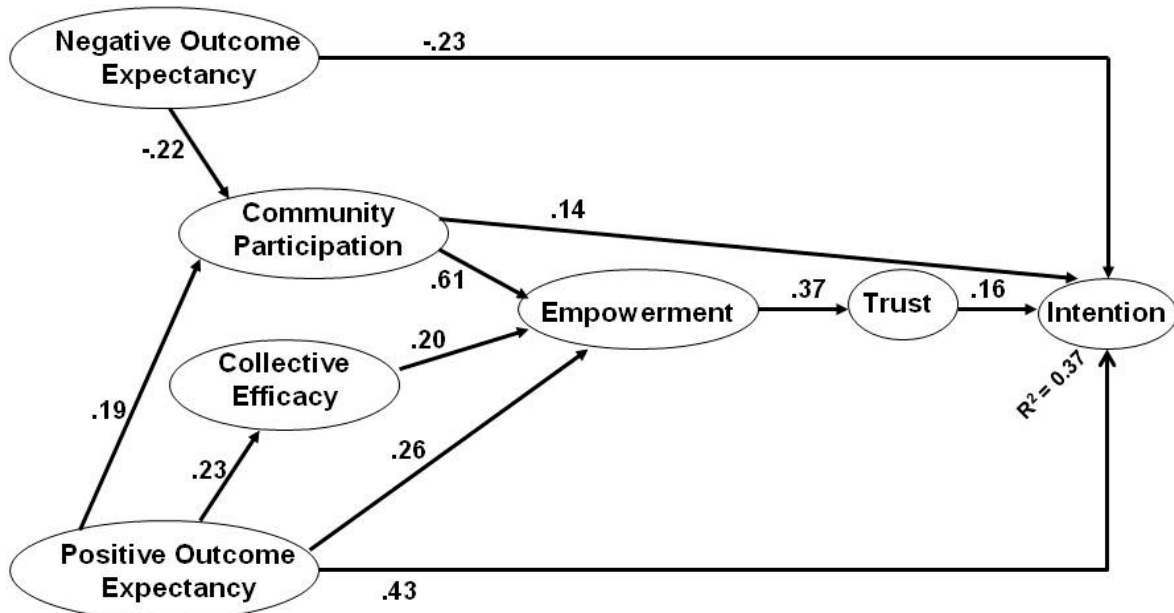 Negative Outcome
Expectancy
-.23
-.22
Community
Participation
.14
.61
Empowerment
.37
Trust
.16
Intention
R² = 0.37
Collective
Efficacy
.20
.19
.23
.26
Positive Outcome
Expectancy
.43